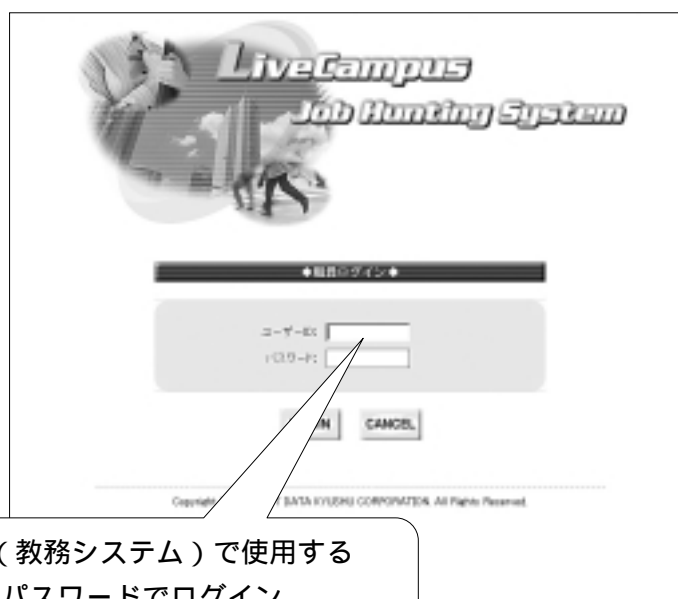 LiveCampus
Job Hunting System
◆職員ログイン◆
ユーザーID:
パスワード:
CANCEL
Copyright DATA KYUSHU CORPORATION. All Rights Reserved.
(教務システム)で使用する
パスワードでログイン